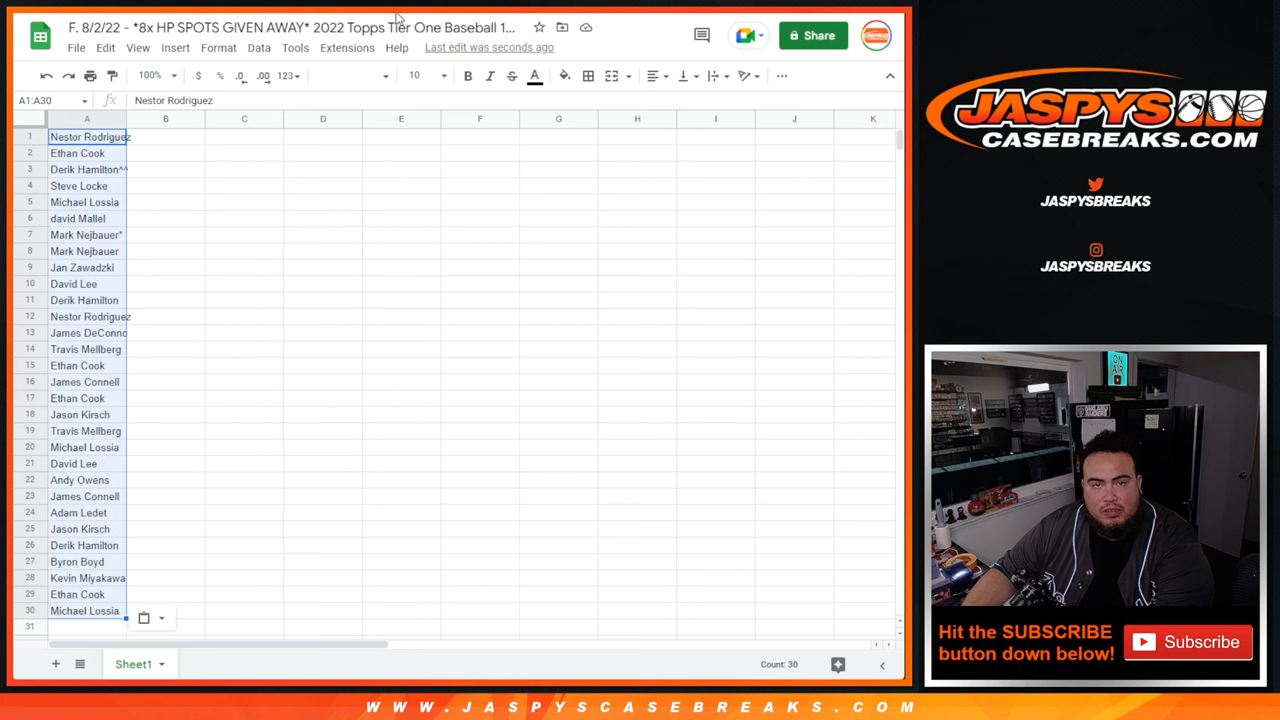 F. 8/2/22 - *8x HP SPOTS GIVEN AWAY* 2022 Topps Tier One Baseball 1...
Share
File Edit View Insert Format Data Tools Extensions Help Last edit was seconds ago
100% $ % .0 .00 123 10 B I S A
A1:A30 fx Nestor Rodriguez
A B C D E F G H I J K
1 Nestor Rodriguez
2 Ethan Cook
3 Derik Hamilton^^
4 Steve Locke
5 Michael Lossia
6 david Mallel
7 Mark Nejbauer*
8 Mark Nejbauer
9 Jan Zawadzki
10 David Lee
11 Derik Hamilton
12 Nestor Rodriguez
13 James DeConno
14 Travis Mellberg
15 Ethan Cook
16 James Connell
17 Ethan Cook
18 Jason Kirsch
19 Travis Mellberg
20 Michael Lossia
21 David Lee
22 Andy Owens
23 James Connell
24 Adam Ledet
25 Jason Kirsch
26 Derik Hamilton
27 Byron Boyd
28 Kevin Miyakawa
29 Ethan Cook
30 Michael Lossia
31
Sheet1
Count: 30
JASPYS
CASEBREAKS.COM
JASPYSBREAKS
JASPYSBREAKS
ON
AIR
Hit the SUBSCRIBE
button down below!
Subscribe
WWW.JASPYSCASEBREAKS.COM